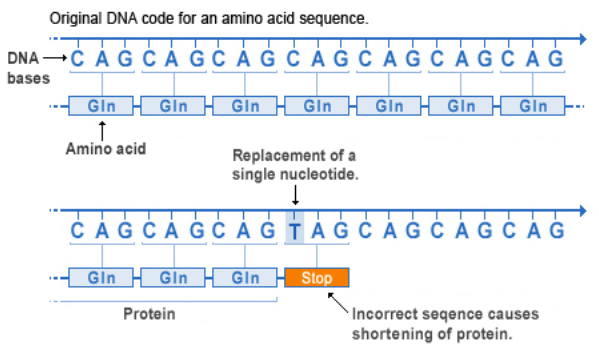 Original DNA code for an amino acid sequence.
DNA bases
C A G C A G C A G C A G C A G C A G C A G
Gln Gln Gln Gln Gln Gln Gln
Amino acid
Replacement of a
single nucleotide.
C A G C A G C A G T A G C A G C A G C A G
Gln Gln Gln Stop
Protein
Incorrect seqence causes
shortening of protein.